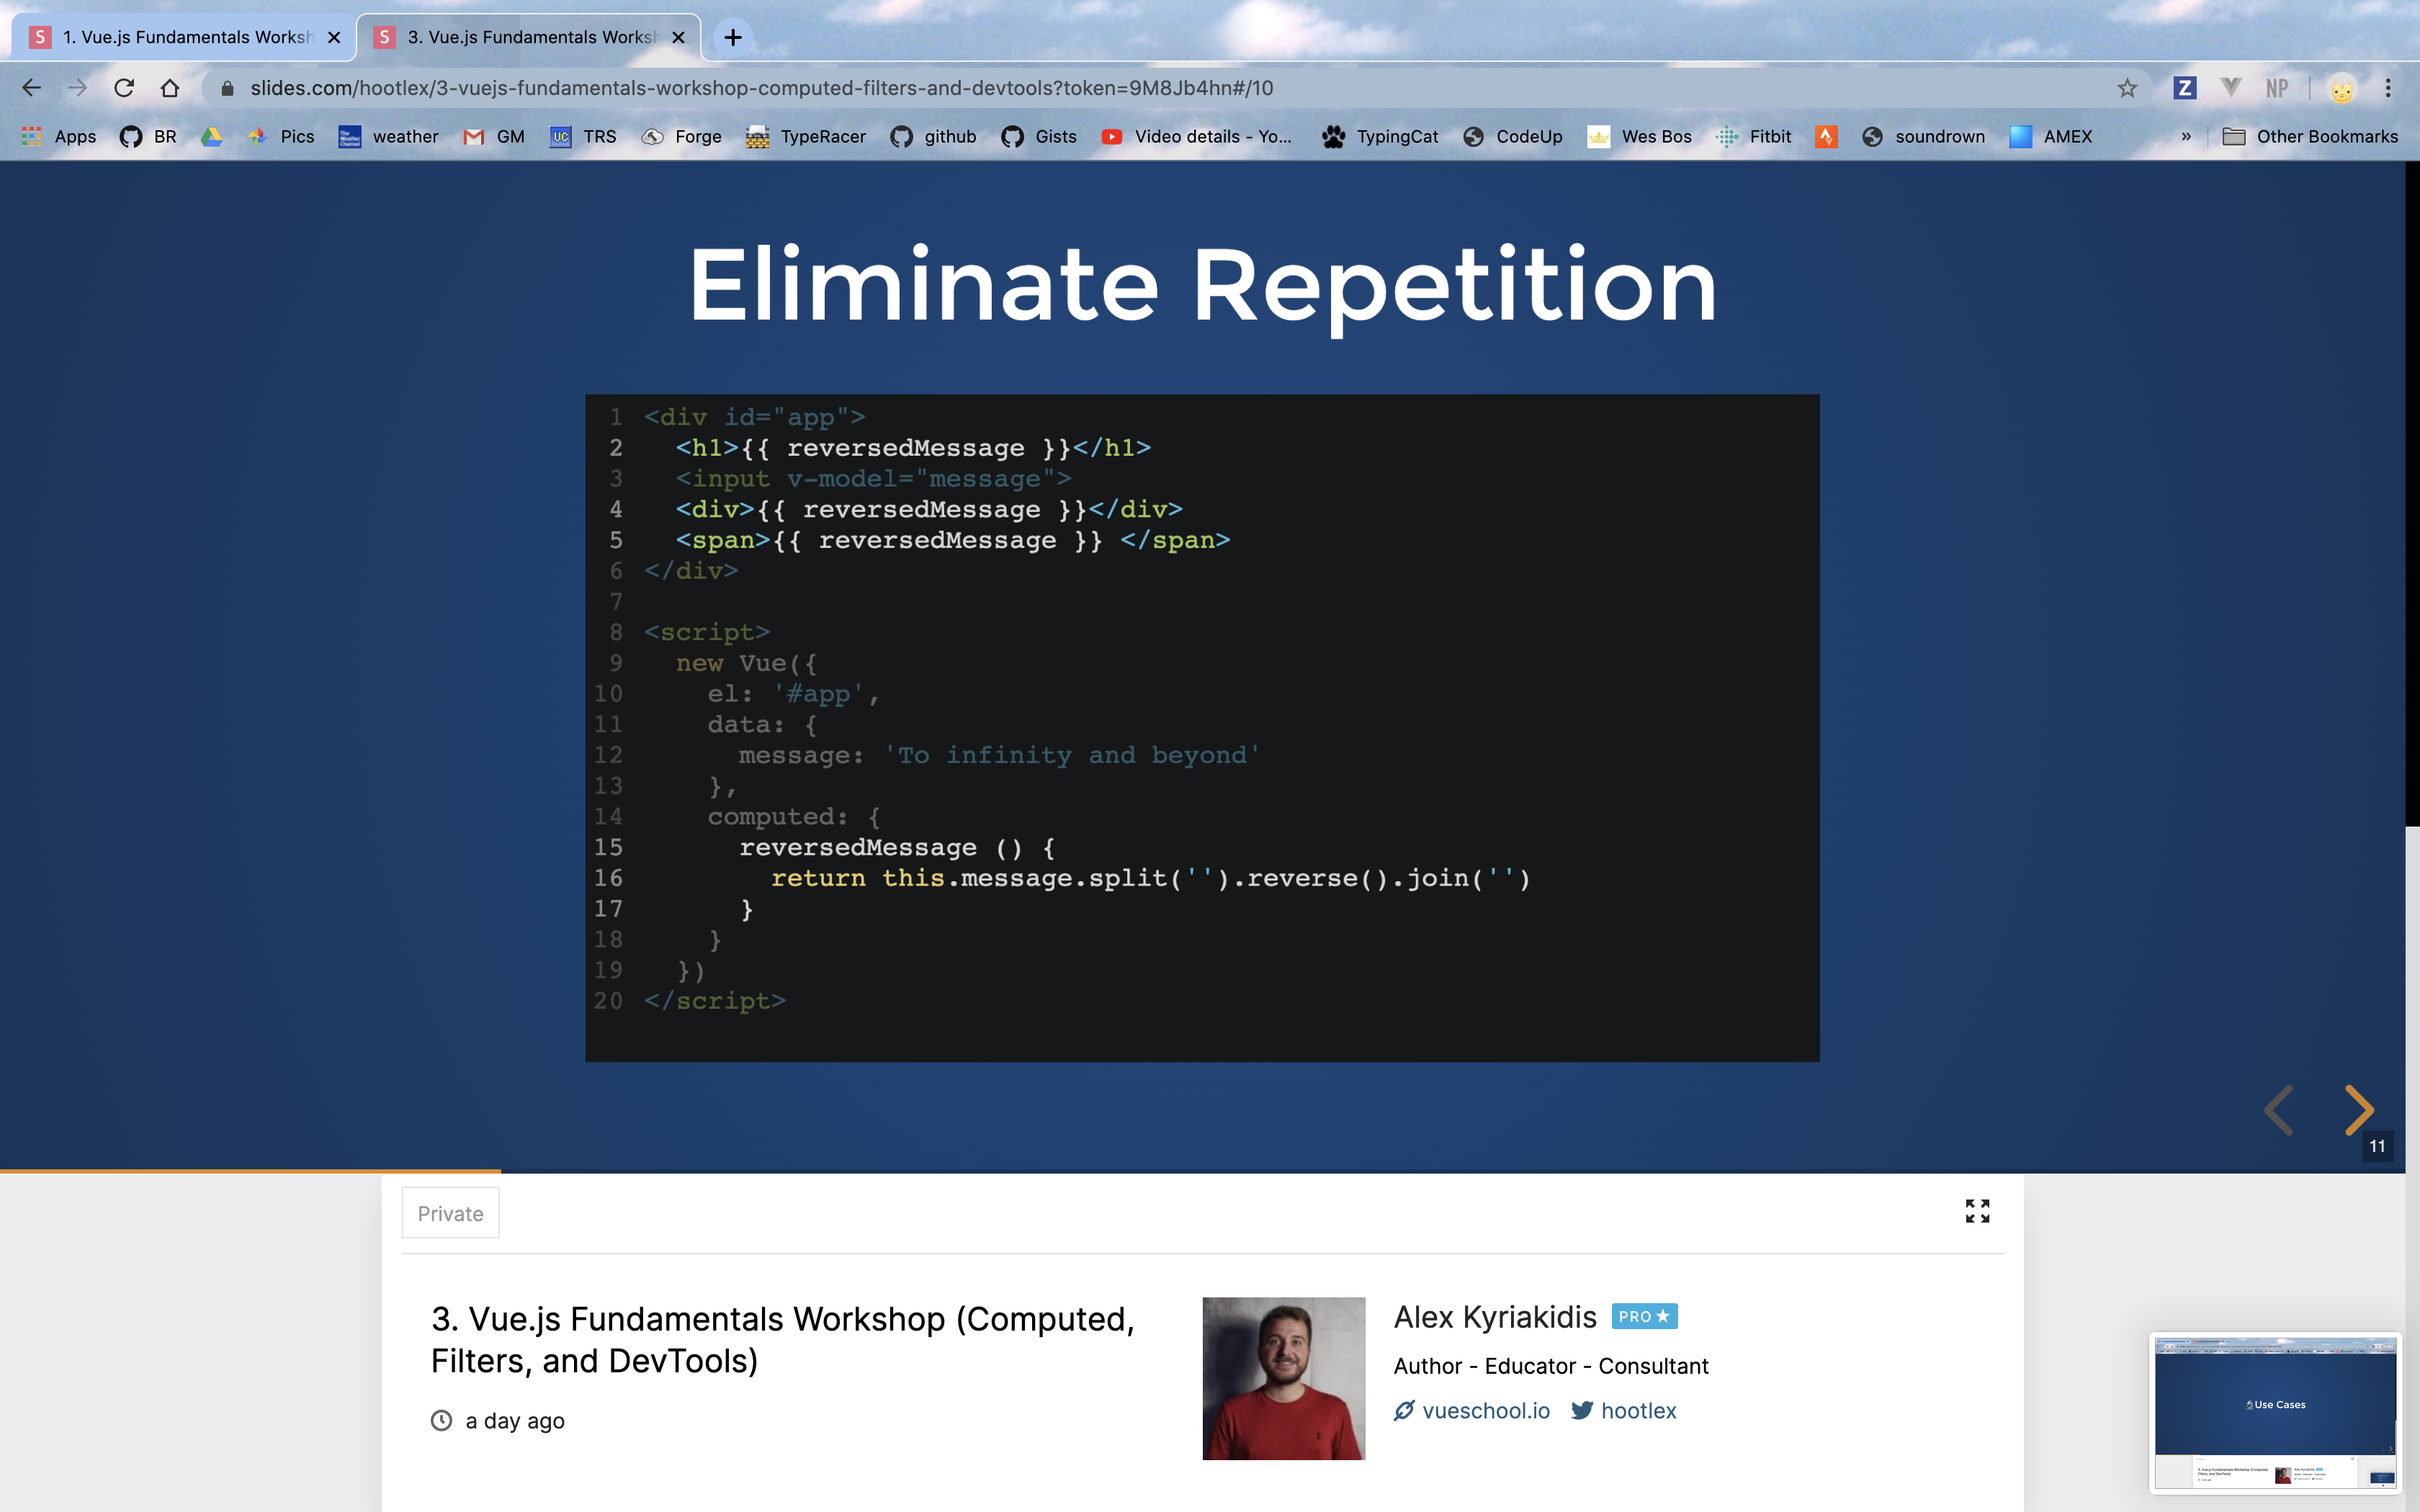 1. Vue.js Fundamentals Worksh
3. Vue.js Fundamentals Works
slides.com/hootlex/3-vuejs-fundamentals-workshop-computed-filters-and-devtools?token=9M8Jb4hn#/10
Z
NP
Apps
BR
Pics
weather
GM
TRS
Forge
TypeRacer
github
Gists
Video details - Yo...
TypingCat
CodeUp
Wes Bos
Fitbit
soundrown
AMEX
»
Other Bookmarks
Eliminate Repetition
1 <div id="app">
2   <h1>{{ reversedMessage }}</h1>
3   <input v-model="message">
4   <div>{{ reversedMessage }}</div>
5   <span>{{ reversedMessage }} </span>
6 </div>
7
8 <script>
9   new Vue({
10     el: '#app',
11     data: {
12       message: 'To infinity and beyond'
13     },
14     computed: {
15       reversedMessage () {
16         return this.message.split('').reverse().join('')
17       }
18     }
19   })
20 </script>
11
Private
3. Vue.js Fundamentals Workshop (Computed,
Filters, and DevTools)
a day ago
Alex Kyriakidis PRO★
Author - Educator - Consultant
vueschool.io hootlex
Use Cases